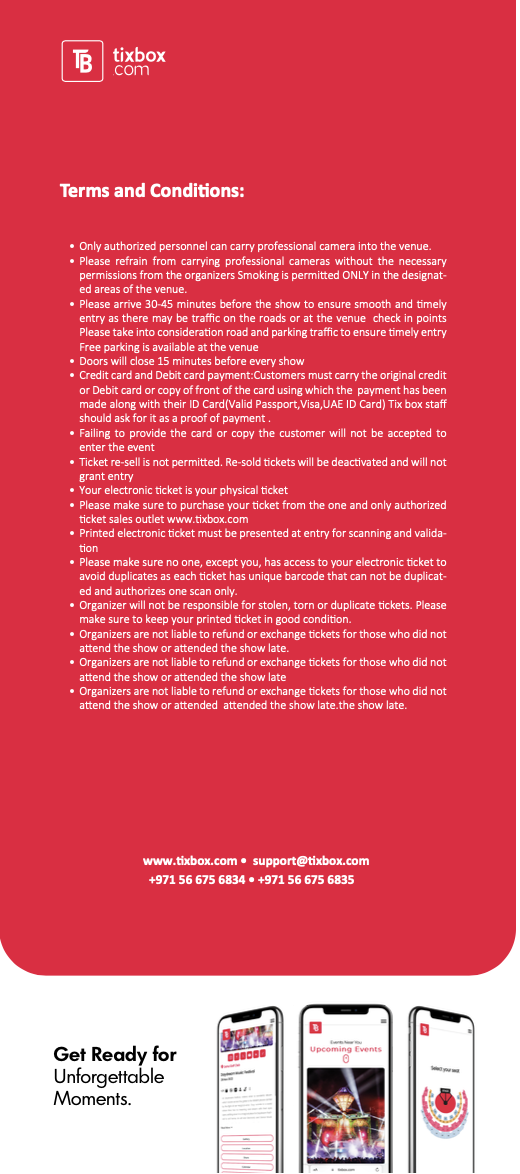 TB
tixbox
.com
Terms and Conditions:
• Only authorized personnel can carry professional camera into the venue.
• Please refrain from carrying professional cameras without the necessary
permissions from the organizers Smoking is permitted ONLY in the designat-
ed areas of the venue.
• Please arrive 30-45 minutes before the show to ensure smooth and timely
entry as there may be traffic on the roads or at the venue  check in points
Please take into consideration road and parking traffic to ensure timely entry
Free parking is available at the venue
• Doors will close 15 minutes before every show
• Credit card and Debit card payment:Customers must carry the original credit
or Debit card or copy of front of the card using which the  payment has been
made along with their ID Card(Valid Passport,Visa,UAE ID Card) Tix box staff
should ask for it as a proof of payment .
• Failing to provide the card or copy the customer will not be accepted to
enter the event
• Ticket re-sell is not permitted. Re-sold tickets will be deactivated and will not
grant entry
• Your electronic ticket is your physical ticket
• Please make sure to purchase your ticket from the one and only authorized
ticket sales outlet www.tixbox.com
• Printed electronic ticket must be presented at entry for scanning and valida-
tion
• Please make sure no one, except you, has access to your electronic ticket to
avoid duplicates as each ticket has unique barcode that can not be duplicat-
ed and authorizes one scan only.
• Organizer will not be responsible for stolen, torn or duplicate tickets. Please
make sure to keep your printed ticket in good condition.
• Organizers are not liable to refund or exchange tickets for those who did not
attend the show or attended the show late.
• Organizers are not liable to refund or exchange tickets for those who did not
attend the show or attended the show late
• Organizers are not liable to refund or exchange tickets for those who did not
attend the show or attended  attended the show late.the show late.
www.tixbox.com • support@tixbox.com
+971 56 675 6834 • +971 56 675 6835
Get Ready for
Unforgettable
Moments.
TB
Events Near You
Upcoming Events
tixbox.com
TB
Select your seat